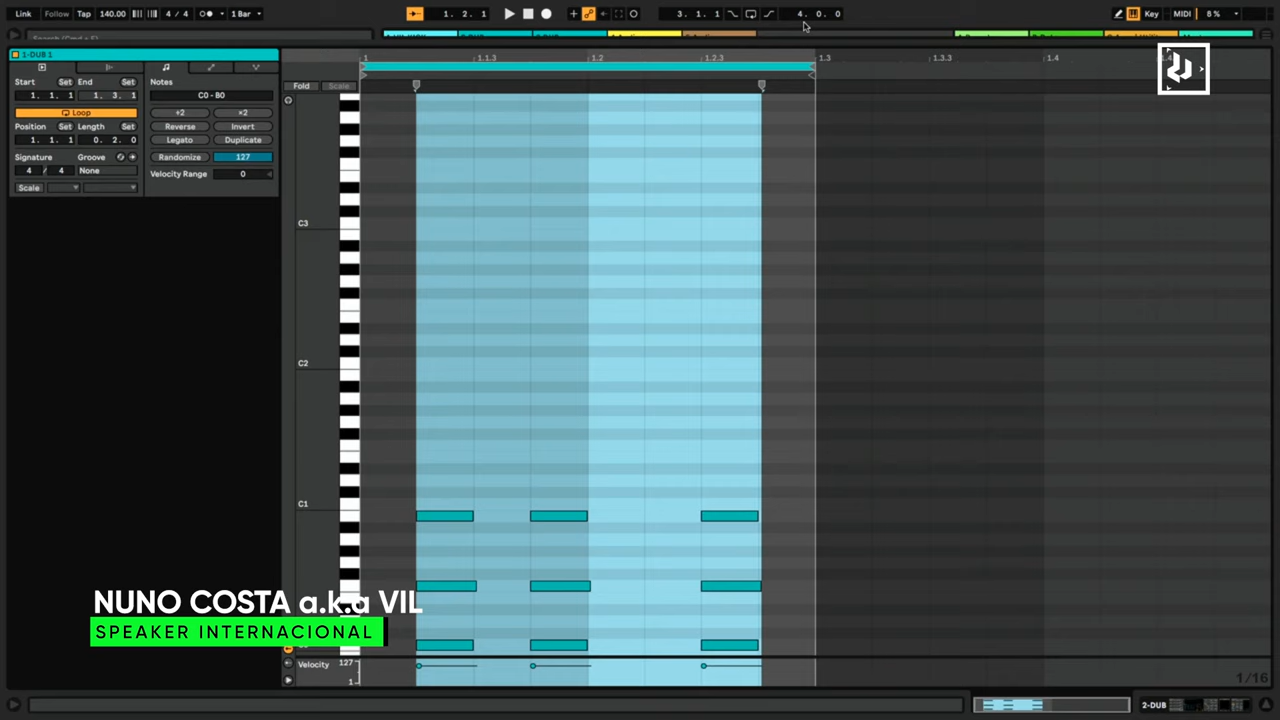 Link Tap 140.00 4 / 4 1 Bar 1. 2. 1 3. 1. 1 4. 0. 0 Key MIDI 8 %
Follow
Search (Cmd + F)
1-DUB 1
1 1.1.3 1.2 1.2.3 1.3 1.3.3 1.4
Start Set End Set Notes
1. 1. 1 1. 3. 1 C0 - B0
Fold Scale
Loop ÷2 ×2
Position Set Length Set Reverse Invert
1. 1. 1 0. 2. 0 Legato Duplicate
Signature Groove Randomize 127
4 / 4 None Velocity Range 0
Scale
C3
C2
C1
NUNO COSTA a.k.a VIL
SPEAKER INTERNACIONAL
Velocity 127
1
1/16
2-DUB